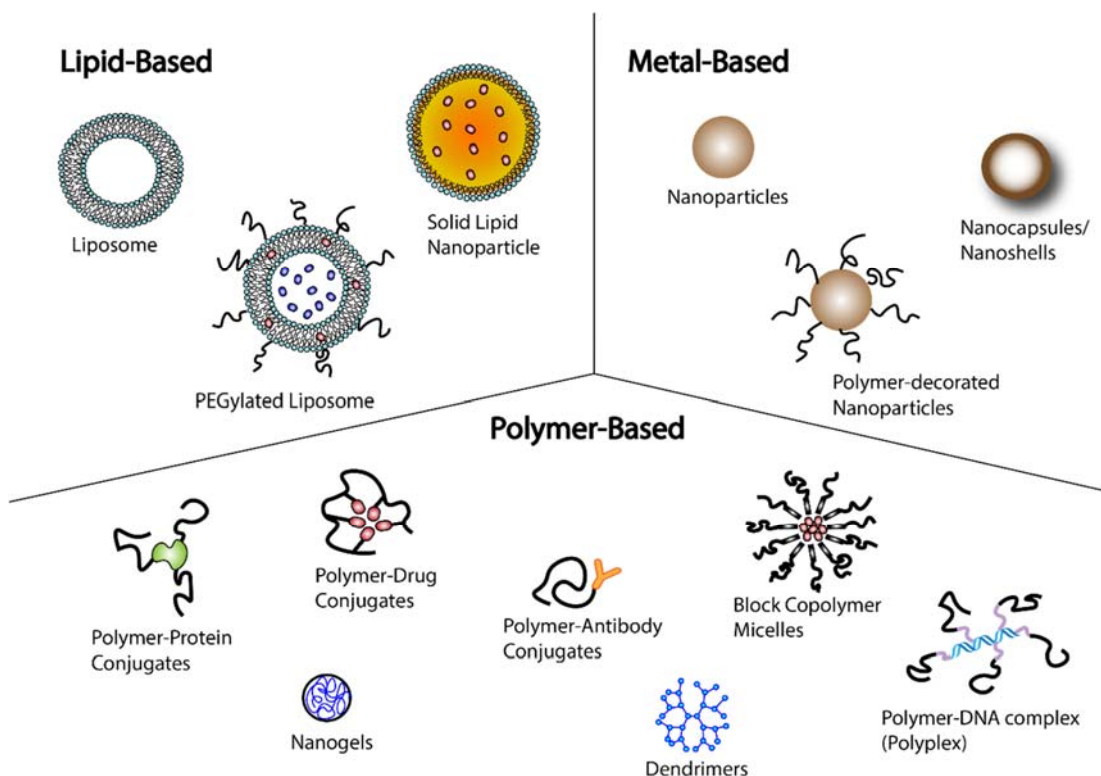 Lipid-Based
Liposome
Solid Lipid
Nanoparticle
PEGylated Liposome
Metal-Based
Nanoparticles
Nanocapsules/
Nanoshells
Polymer-decorated
Nanoparticles
Polymer-Based
Polymer-Protein
Conjugates
Polymer-Drug
Conjugates
Polymer-Antibody
Conjugates
Block Copolymer
Micelles
Polymer-DNA complex
(Polyplex)
Nanogels
Dendrimers